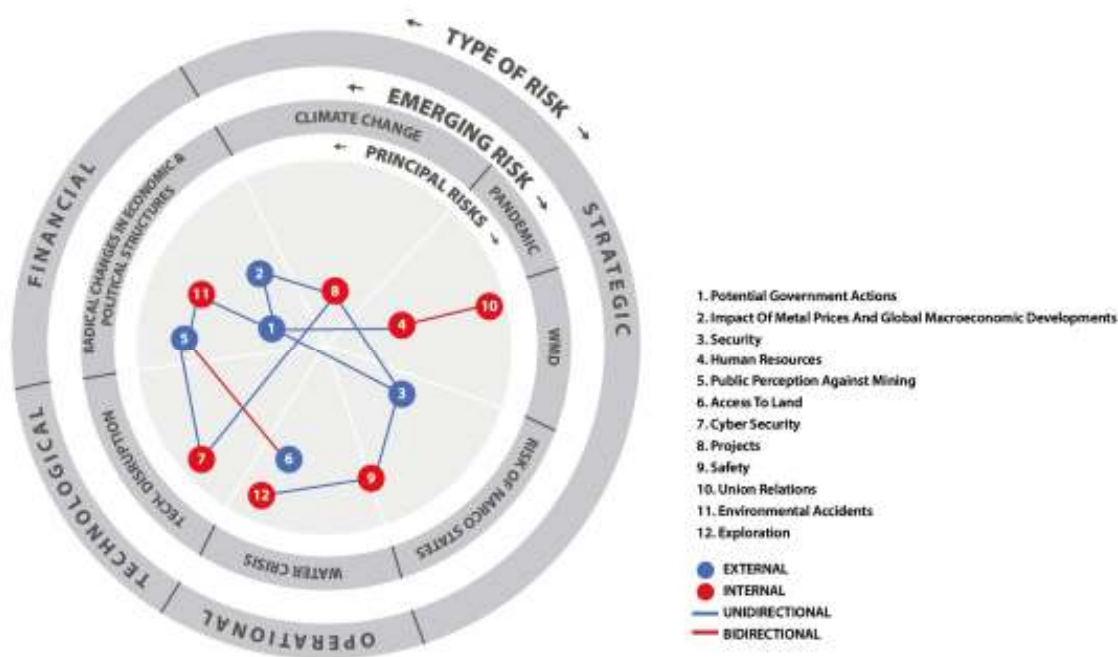 ← TYPE OF RISK →
← EMERGING RISK →
← PRINCIPAL RISKS →
FINANCIAL
STRATEGIC
OPERATIONAL
TECHNOLOGICAL
CLIMATE CHANGE
PANDEMIC
WMD
RISK OF NARCO STATES
WATER CRISIS
TECH. DISRUPTION
RADICAL CHANGES IN ECONOMIC &
POLITICAL STRUCTURES
2
8
11
10
1
4
5
3
7
6
9
12
1. Potential Government Actions
2. Impact Of Metal Prices And Global Macroeconomic Developments
3. Security
4. Human Resources
5. Public Perception Against Mining
6. Access To Land
7. Cyber Security
8. Projects
9. Safety
10. Union Relations
11. Environmental Accidents
12. Exploration
EXTERNAL
INTERNAL
UNIDIRECTIONAL
BIDIRECTIONAL